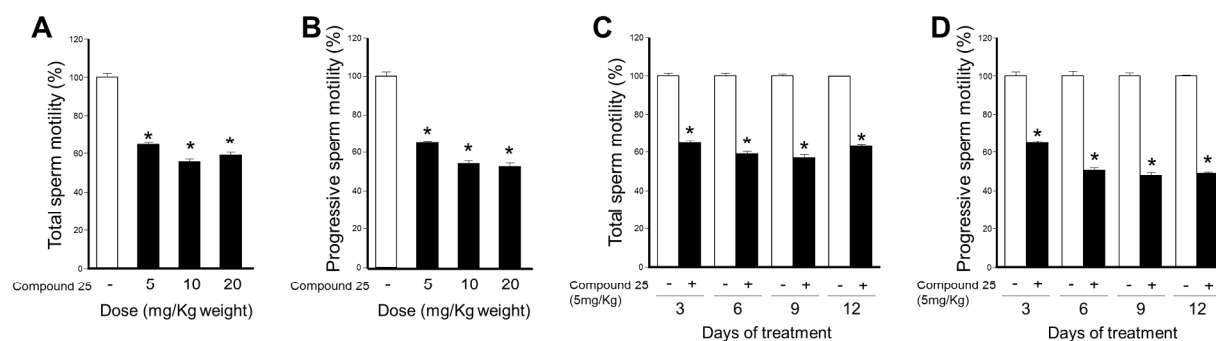 A
Total sperm motility (%)
120
100
80
60
40
20
0
* * *
Compound 25 - 5 10 20
Dose (mg/Kg weight)
B
Progressive sperm motility (%)
120
100
80
60
40
20
0
* * *
Compound 25 - 5 10 20
Dose (mg/Kg weight)
C
Total sperm motility (%)
120
100
80
60
40
20
0
* * * *
Compound 25 - + - + - + - +
(5mg/Kg)
3 6 9 12
Days of treatment
D
Progressive sperm motility (%)
120
100
80
60
40
20
0
* * * *
Compound 25 - + - + - + - +
(5mg/Kg)
3 6 9 12
Days of treatment